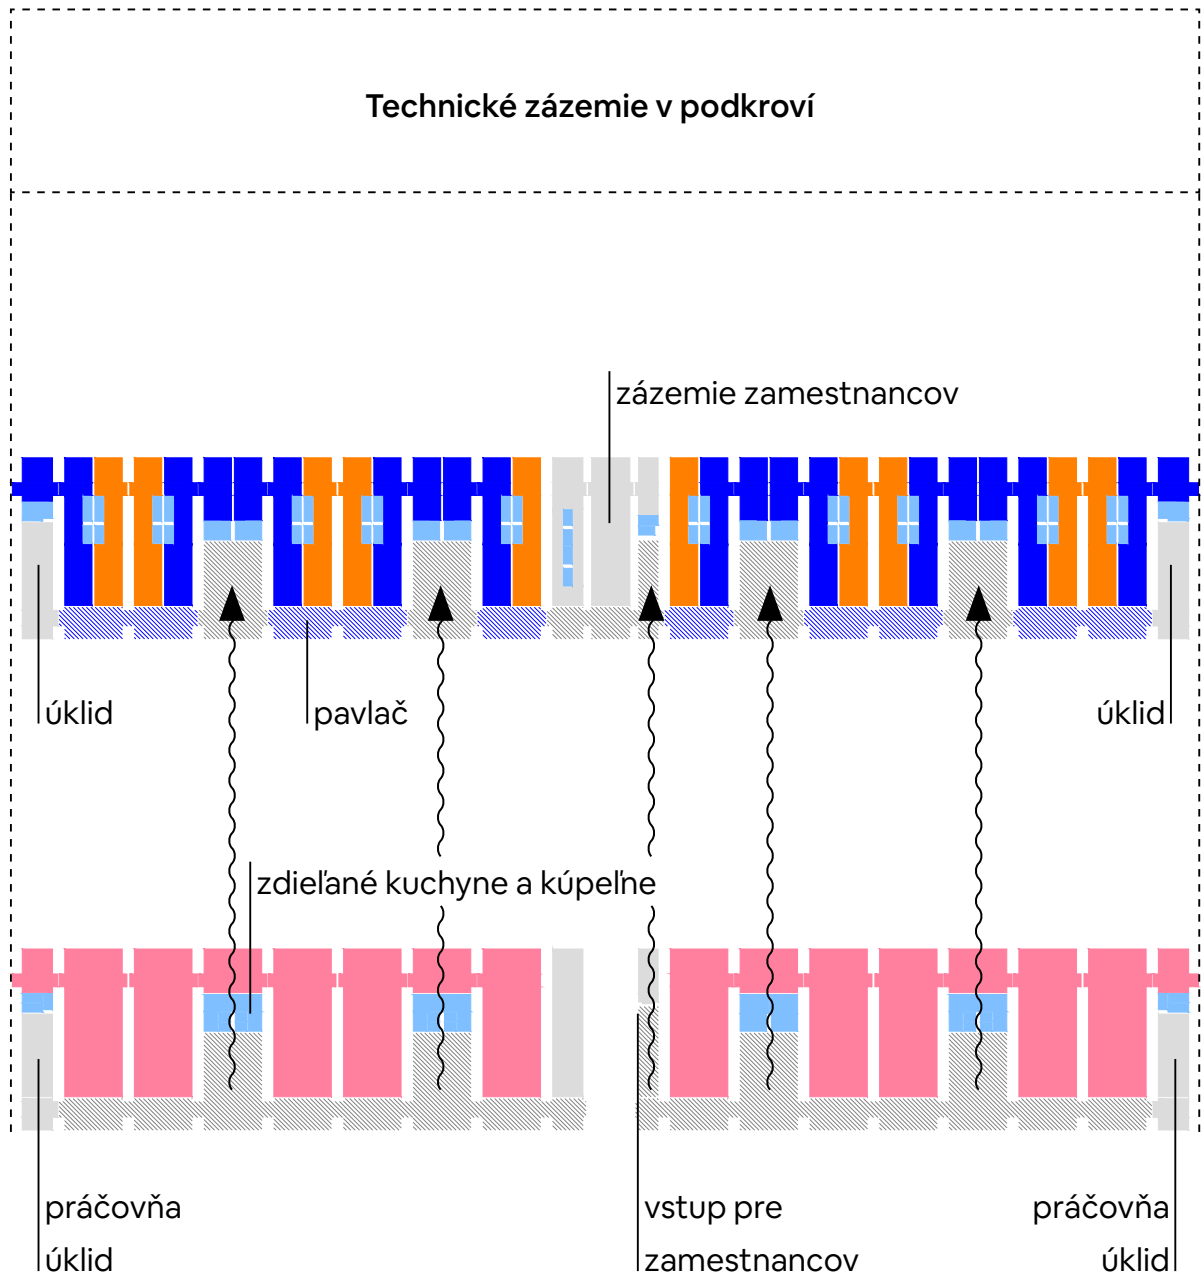 Technické zázemie v podkroví
zázemie zamestnancov
úklid
pavlač
úklid
zdieľané kuchyne a kúpeľne
práčovňa
úklid
vstup pre
zamestnancov
práčovňa
úklid